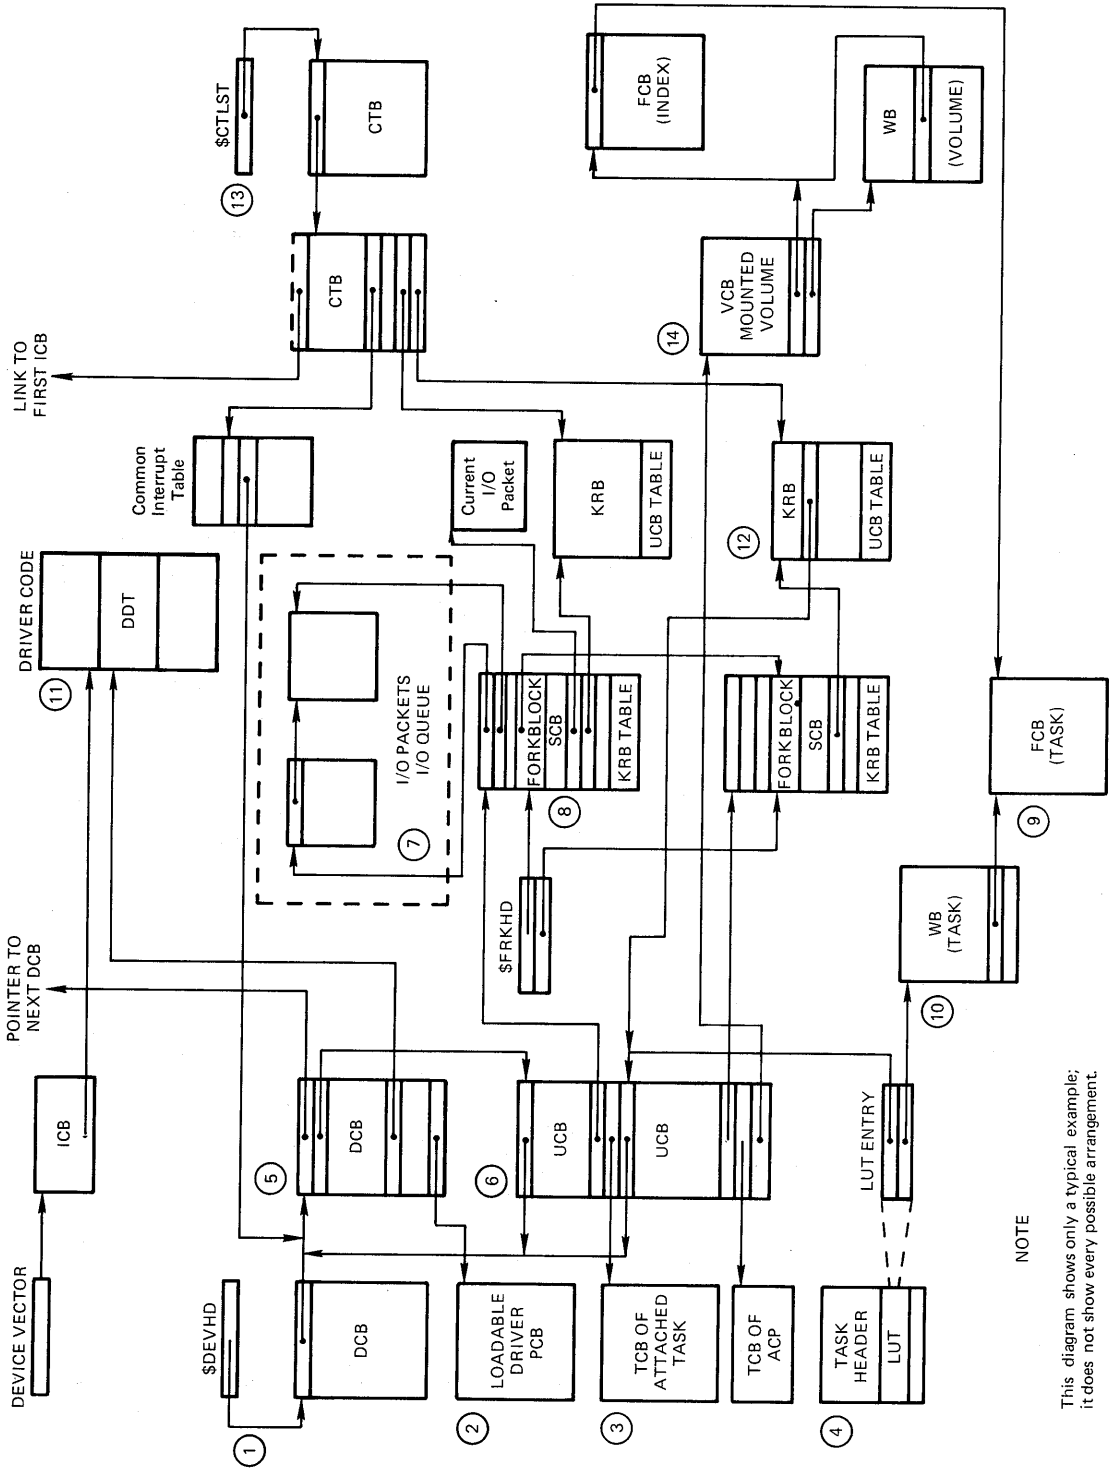 DEVICE VECTOR
ICB
POINTER TO
NEXT DCB
DRIVER CODE
11
DDT
LINK TO
FIRST ICB
Common
Interrupt
Table
$CTLST
13
CTB
CTB
$DEVHD
1
DCB
5
DCB
I/O PACKETS
I/O QUEUE
7
2
LOADABLE
DRIVER
PCB
6
UCB
UCB
$FRKHD
8
FORKBLOCK
SCB
KRB TABLE
Current
I/O
Packet
KRB
UCB TABLE
FCB
(INDEX)
3
TCB OF
ATTACHED
TASK
TCB OF
ACP
FORKBLOCK
SCB
KRB TABLE
12
KRB
UCB TABLE
14
VCB
MOUNTED
VOLUME
WB
(VOLUME)
4
TASK
HEADER
LUT
LUT ENTRY
10
WB
(TASK)
9
FCB
(TASK)
NOTE
This diagram shows only a typical example;
it does not show every possible arrangement.